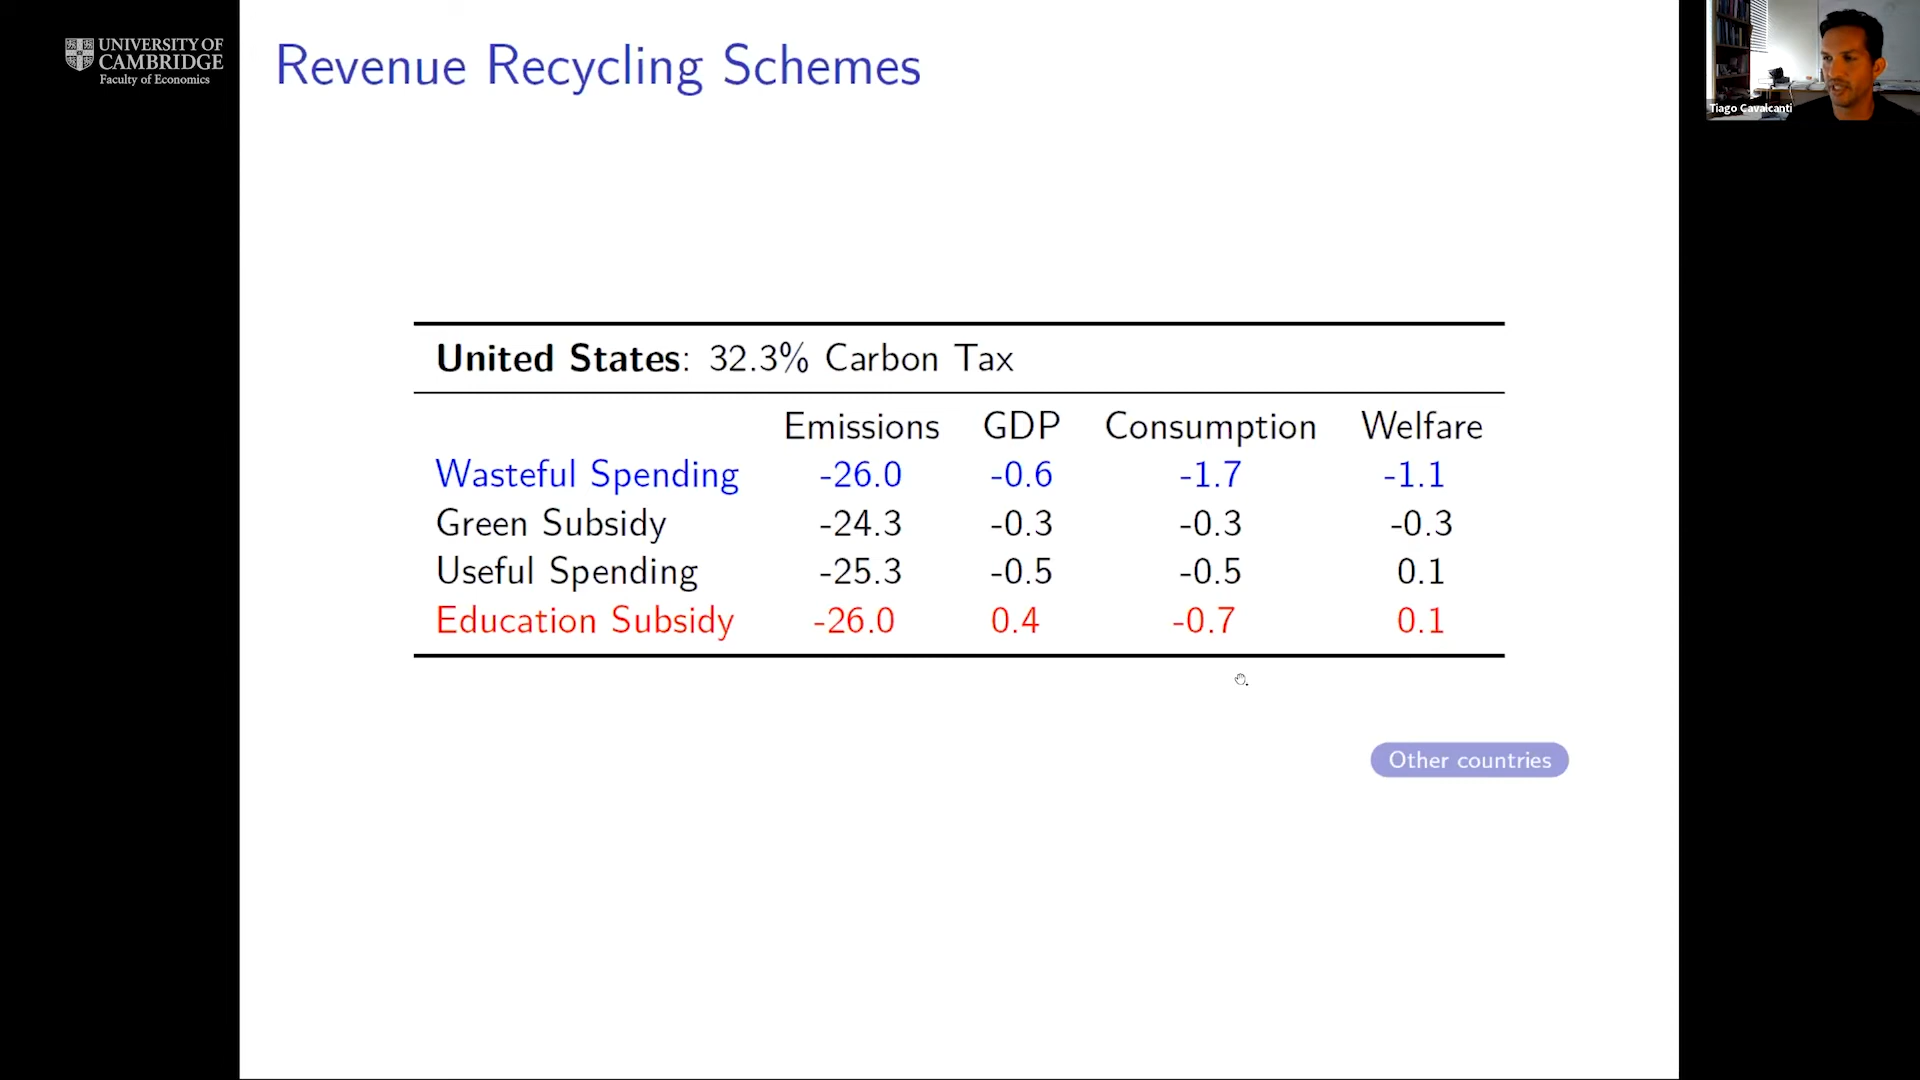 UNIVERSITY OF
CAMBRIDGE
Faculty of Economics
Revenue Recycling Schemes
Tiago Cavalcanti
United States: 32.3% Carbon Tax
Emissions GDP Consumption Welfare
Wasteful Spending -26.0 -0.6 -1.7 -1.1
Green Subsidy -24.3 -0.3 -0.3 -0.3
Useful Spending -25.3 -0.5 -0.5 0.1
Education Subsidy -26.0 0.4 -0.7 0.1
Other countries